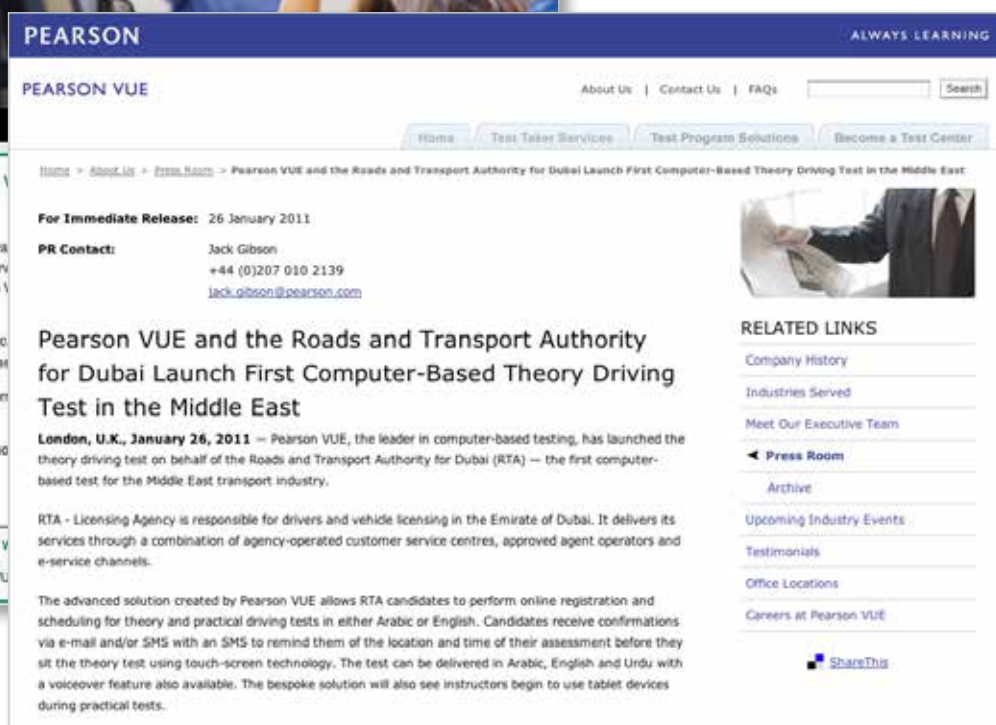 PEARSON
ALWAYS LEARNING
PEARSON VUE
About Us | Contact Us | FAQs
Search
Home
Test Taker Services
Test Program Solutions
Become a Test Center
Home > About Us > Press Room > Pearson VUE and the Roads and Transport Authority for Dubai Launch First Computer-Based Theory Driving Test in the Middle East
For Immediate Release: 26 January 2011
PR Contact: Jack Gibson
+44 (0)207 010 2139
jack.gibson@pearson.com
Pearson VUE and the Roads and Transport Authority
for Dubai Launch First Computer-Based Theory Driving
Test in the Middle East
London, U.K., January 26, 2011 — Pearson VUE, the leader in computer-based testing, has launched the
theory driving test on behalf of the Roads and Transport Authority for Dubai (RTA) — the first computer-
based test for the Middle East transport industry.
RTA - Licensing Agency is responsible for drivers and vehicle licensing in the Emirate of Dubai. It delivers its
services through a combination of agency-operated customer service centres, approved agent operators and
e-service channels.
The advanced solution created by Pearson VUE allows RTA candidates to perform online registration and
scheduling for theory and practical driving tests in either Arabic or English. Candidates receive confirmations
via e-mail and/or SMS with an SMS to remind them of the location and time of their assessment before they
sit the theory test using touch-screen technology. The test can be delivered in Arabic, English and Urdu with
a voiceover feature also available. The bespoke solution will also see instructors begin to use tablet devices
during practical tests.
RELATED LINKS
Company History
Industries Served
Meet Our Executive Team
Press Room
Archive
Upcoming Industry Events
Testimonials
Office Locations
Careers at Pearson VUE
ShareThis